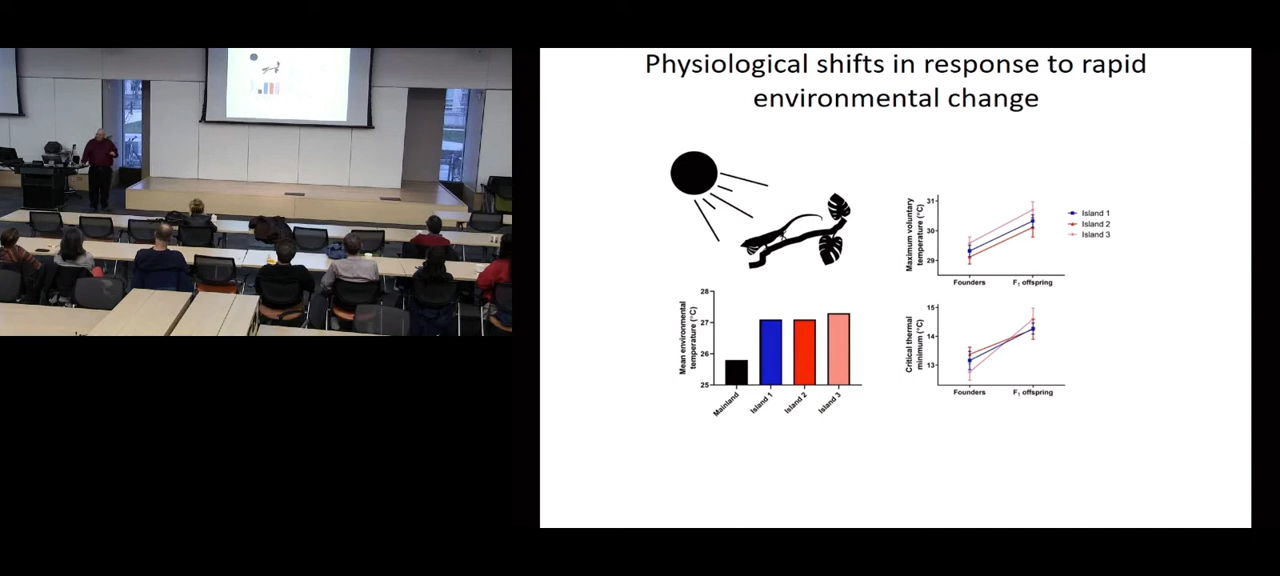 Physiological shifts in response to rapid
environmental change
Maximum voluntary
temperature (°C)
31
30
29
Founders
F₁ offspring
Island 1
Island 2
Island 3
Mean environmental
temperature (°C)
28
27
26
25
Mainland
Island 1
Island 2
Island 3
Critical thermal
minimum (°C)
15
14
13
Founders
F₁ offspring